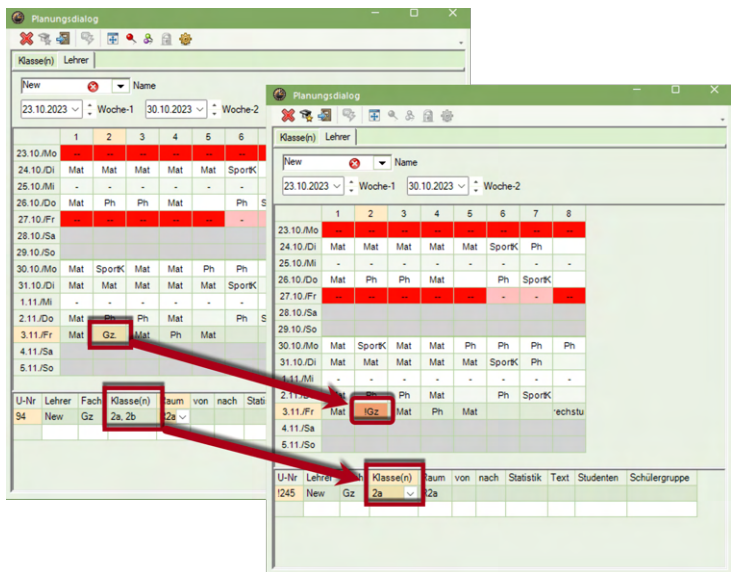 Planungsdialog
Klasse(n) Lehrer
New Name
23.10.2023 Woche-1 30.10.2023 Woche-2
1 2 3 4 5 6
23.10./Mo -- -- -- -- -- --
24.10./Di Mat Mat Mat Mat Mat SportK
25.10./Mi - - - - - -
26.10./Do Mat Ph Ph Mat Ph S
27.10./Fr -- -- -- -- -- -
28.10./Sa
29.10./So
30.10./Mo Mat SportK Mat Mat Ph Ph
31.10./Di Mat Mat Mat Mat Mat SportK
1.11./Mi - - - - - -
2.11./Do Mat Ph Ph Mat Ph S
3.11./Fr Mat Gz. Mat Ph Mat
4.11./Sa
5.11./So
U-Nr Lehrer Fach Klasse(n) Raum von nach Stati
94 New Gz 2a, 2b R2a
Planungsdialog
Klasse(n) Lehrer
New Name
23.10.2023 Woche-1 30.10.2023 Woche-2
1 2 3 4 5 6 7 8
23.10./Mo -- -- -- -- -- -- -- --
24.10./Di Mat Mat Mat Mat Mat SportK Ph
25.10./Mi - - - - - - - -
26.10./Do Mat Ph Ph Mat Ph SportK
27.10./Fr -- -- -- -- -- - - --
28.10./Sa
29.10./So
30.10./Mo Mat SportK Mat Mat Ph Ph Ph Ph
31.10./Di Mat Mat Mat Mat Mat SportK Ph
1.11./Mi - - - - - - - -
2.11./Do Mat Ph Ph Mat Ph SportK
3.11./Fr Mat !Gz Mat Ph Mat rechstu
4.11./Sa
5.11./So
U-Nr Lehrer Klasse(n) Raum von nach Statistik Text Studenten Schülergruppe
!245 New Gz 2a R2a